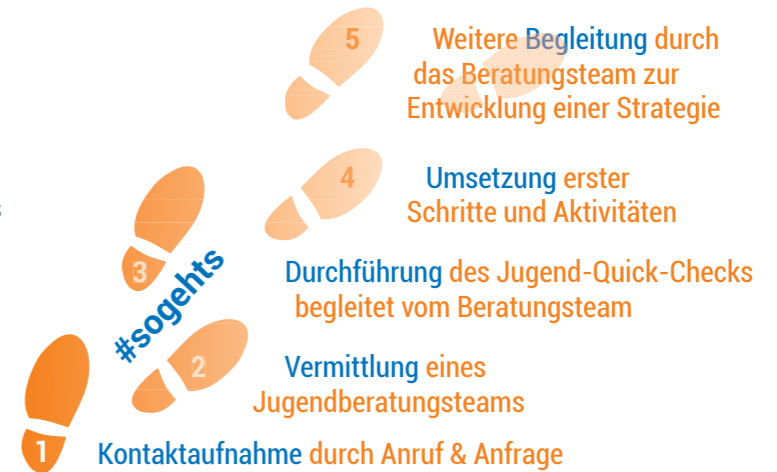 5 Weitere Begleitung durch
das Beratungsteam zur
Entwicklung einer Strategie
4 Umsetzung erster
Schritte und Aktivitäten
3 Durchführung des Jugend-Quick-Checks
begleitet vom Beratungsteam
#sogehts
2 Vermittlung eines
Jugendberatungsteams
1 Kontaktaufnahme durch Anruf & Anfrage